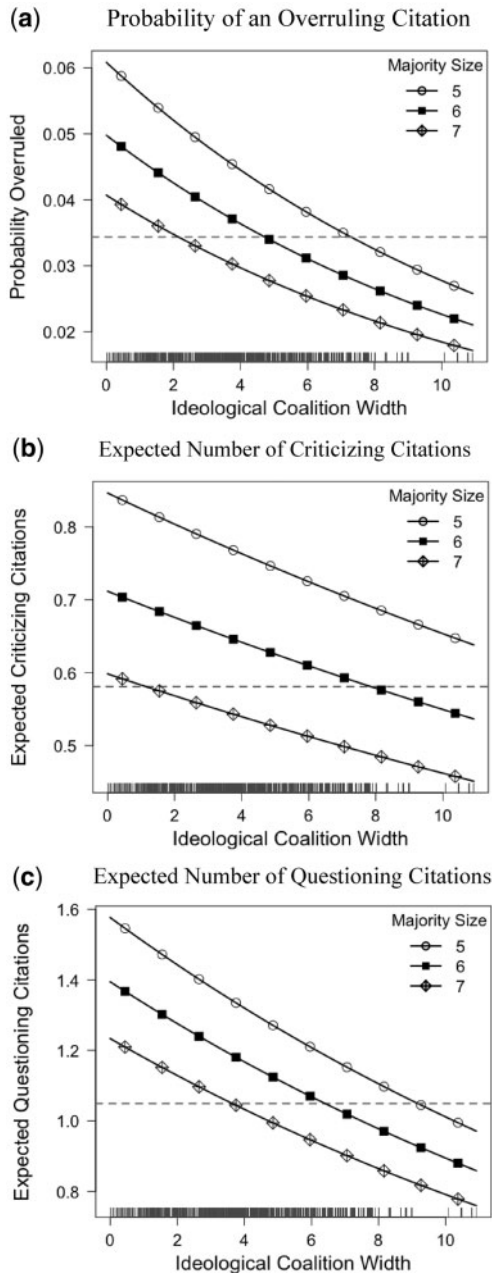 (a) Probability of an Overruling Citation
Majority Size
5
6
7
Probability Overruled
0.06
0.05
0.04
0.03
0.02
0 2 4 6 8 10
Ideological Coalition Width
(b) Expected Number of Criticizing Citations
Majority Size
5
6
7
Expected Criticizing Citations
0.8
0.7
0.6
0.5
0 2 4 6 8 10
Ideological Coalition Width
(c) Expected Number of Questioning Citations
Majority Size
5
6
7
Expected Questioning Citations
1.6
1.4
1.2
1.0
0.8
0 2 4 6 8 10
Ideological Coalition Width